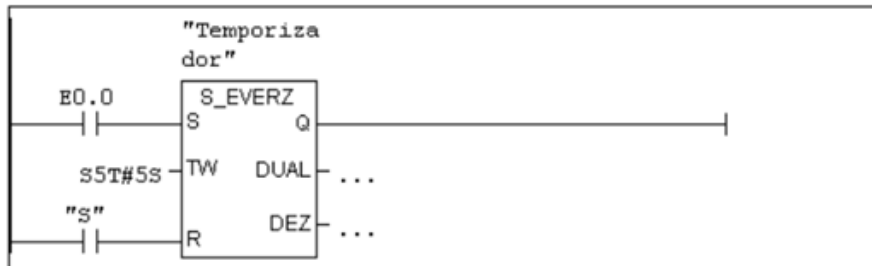 "Temporiza
dor"
E0.0
S_EVERZ
S Q
S5T#5S TW DUAL ...
"S"
R DEZ ...